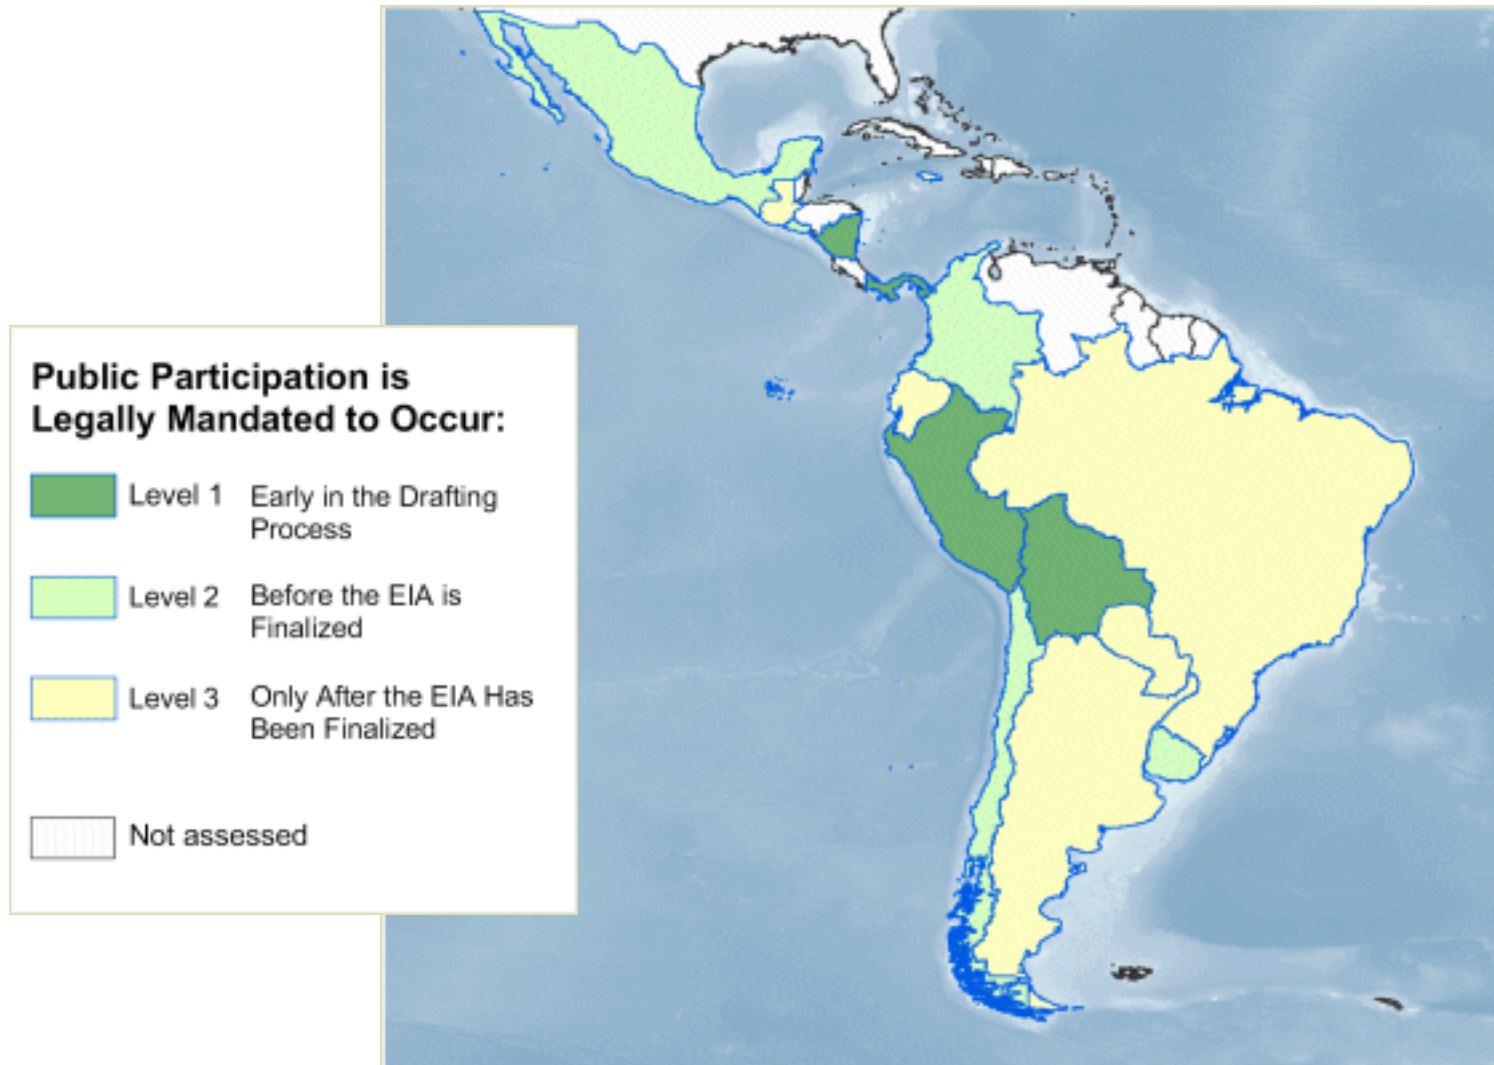 Public Participation is
Legally Mandated to Occur:
Level 1 Early in the Drafting
Process
Level 2 Before the EIA is
Finalized
Level 3 Only After the EIA Has
Been Finalized
Not assessed